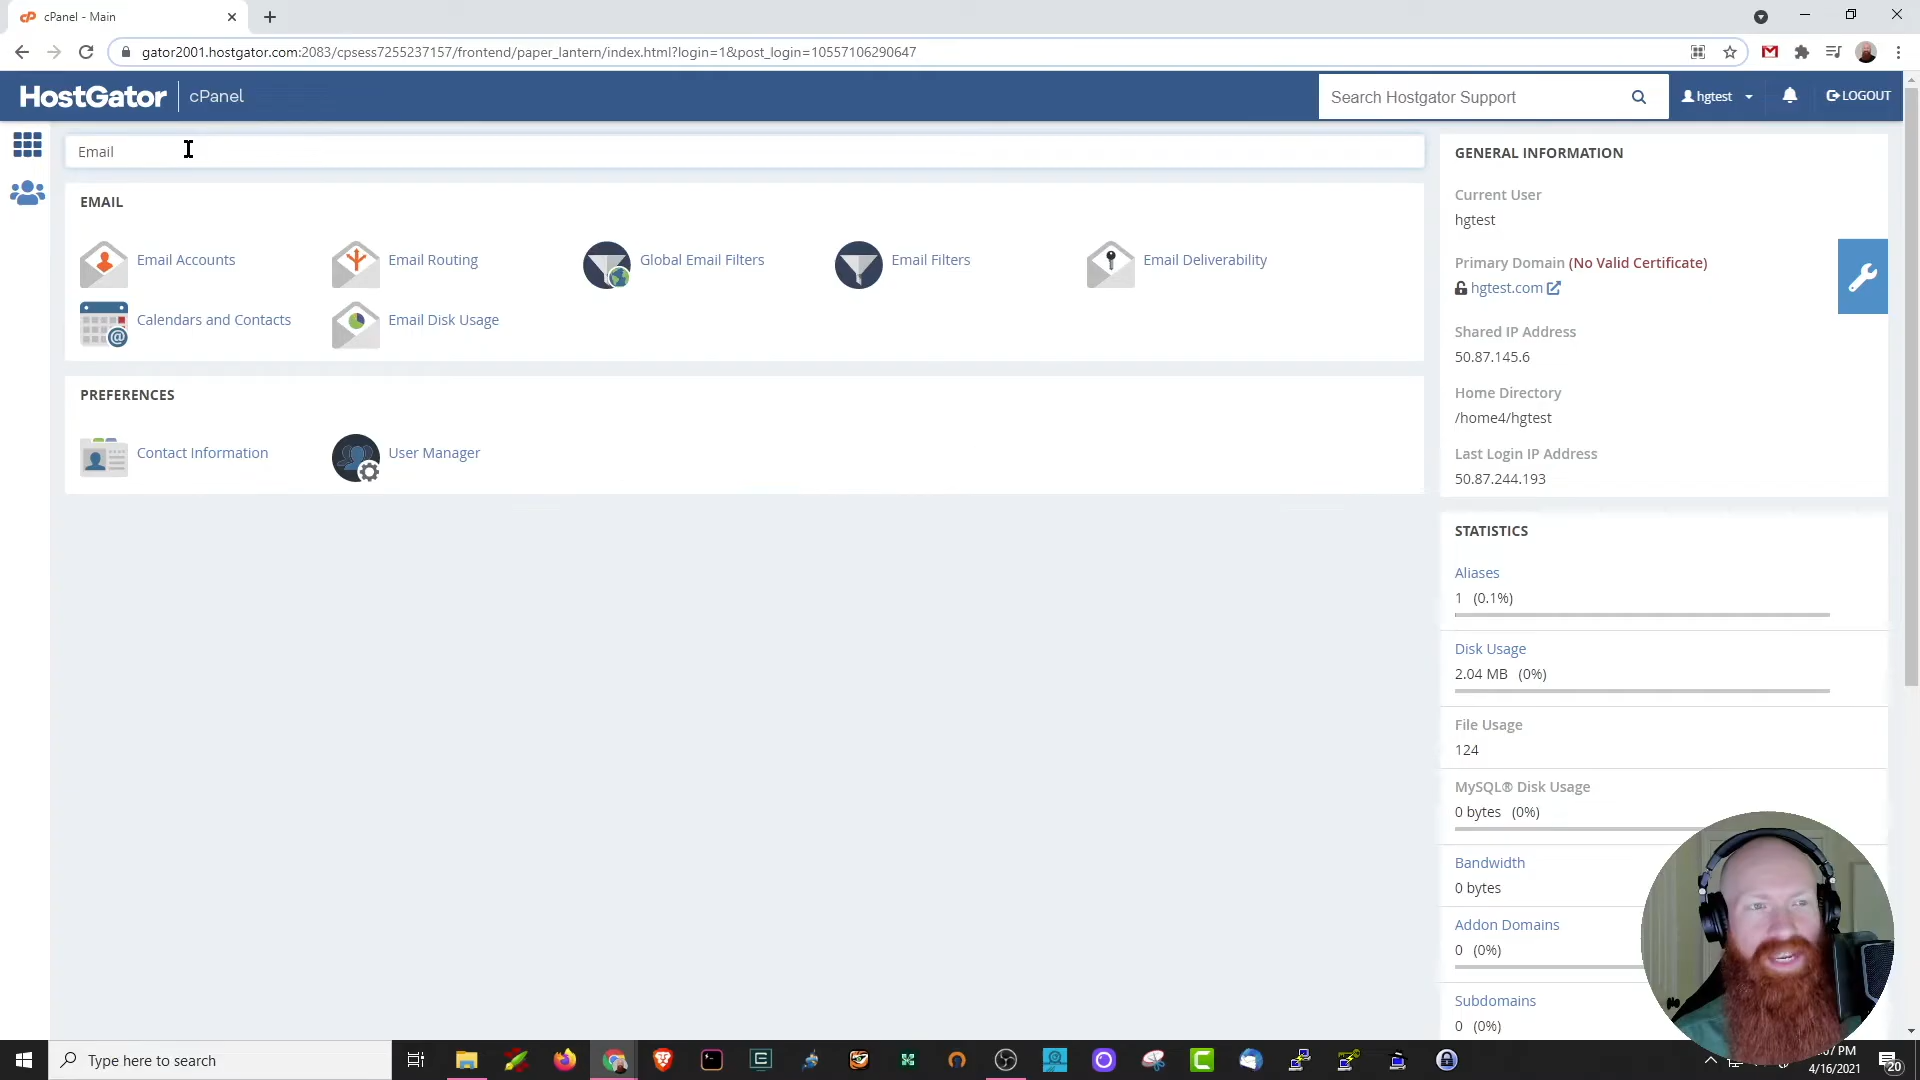 cPanel - Main
gator2001.hostgator.com:2083/cpsess7255237157/frontend/paper_lantern/index.html?login=1&post_login=10557106290647
HostGator
cPanel
Search Hostgator Support
hgtest
LOGOUT
Email
EMAIL
Email Accounts
Email Routing
Global Email Filters
Email Filters
Email Deliverability
Calendars and Contacts
Email Disk Usage
PREFERENCES
Contact Information
User Manager
GENERAL INFORMATION
Current User
hgtest
Primary Domain (No Valid Certificate)
hgtest.com
Shared IP Address
50.87.145.6
Home Directory
/home4/hgtest
Last Login IP Address
50.87.244.193
STATISTICS
Aliases
1 (0.1%)
Disk Usage
2.04 MB (0%)
File Usage
124
MySQL® Disk Usage
0 bytes (0%)
Bandwidth
0 bytes
Addon Domains
0 (0%)
Subdomains
0 (0%)
Type here to search
PM
4/16/2021
20